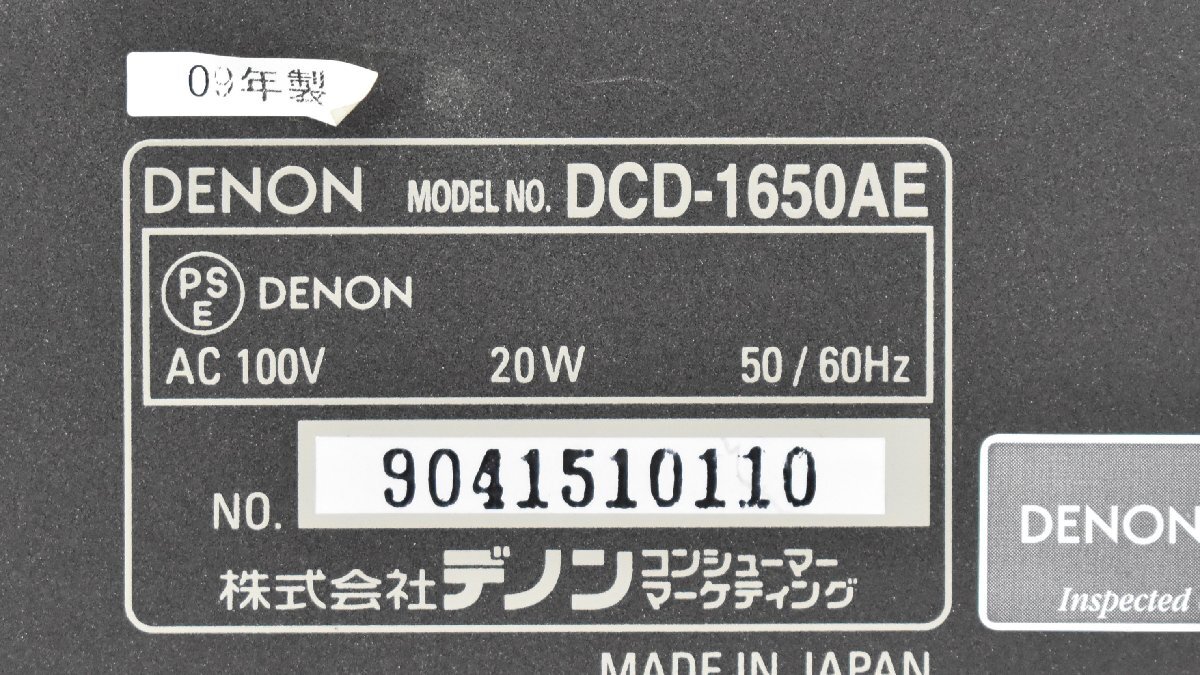 09年製
DENON MODEL NO. DCD-1650AE
PSE DENON
AC 100V 20W 50/60Hz
NO. 9041510110
株式会社デノン コンシューマー
マーケティング
DENON
Inspected
MADE IN JAPAN